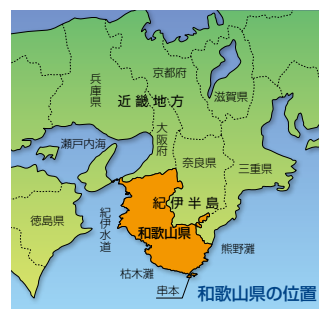 京都府
兵庫県
滋賀県
近畿地方
大阪府
瀬戸内海
奈良県
三重県
紀伊半島
徳島県
紀伊水道
和歌山県
熊野灘
枯木灘
串本
和歌山県の位置